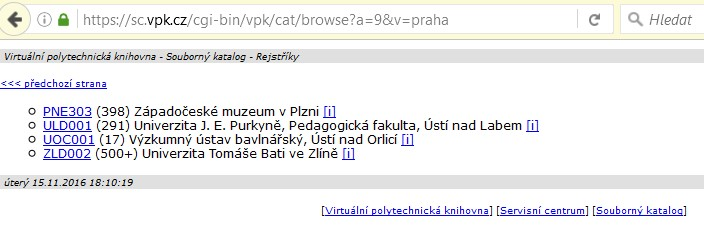 https://sc.vpk.cz/cgi-bin/vpk/cat/browse?a=9&v=praha Hledat
Virtuální polytechnická knihovna - Souborný katalog - Rejstříky
<<< předchozí strana
PNE303 (398) Západočeské muzeum v Plzni [i]
ULD001 (291) Univerzita J. E. Purkyně, Pedagogická fakulta, Ústí nad Labem [i]
UOC001 (17) Výzkumný ústav bavlnářský, Ústí nad Orlicí [i]
ZLD002 (500+) Univerzita Tomáše Bati ve Zlíně [i]
úterý 15.11.2016 18:10:19
[Virtuální polytechnická knihovna] [Servisní centrum] [Souborný katalog]